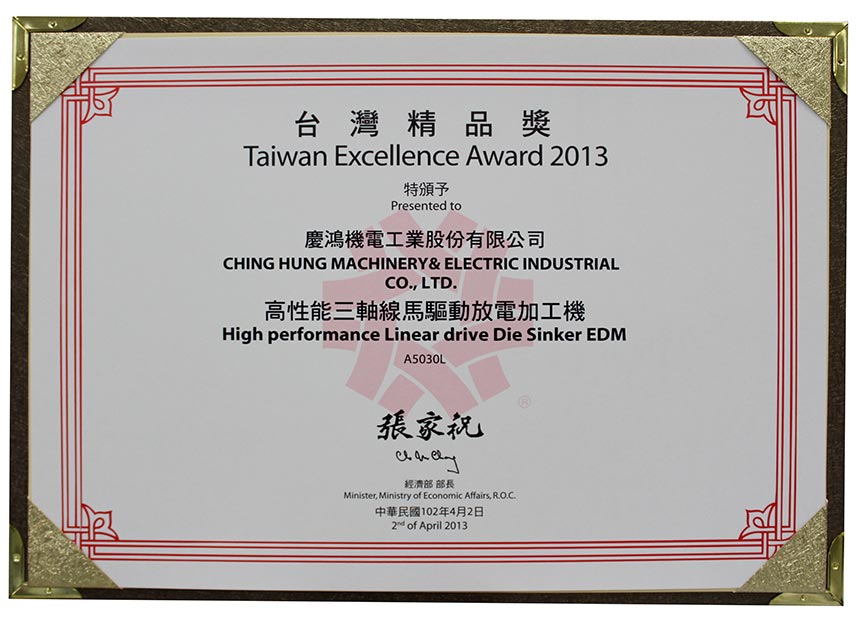 台灣精品獎
Taiwan Excellence Award 2013
特頒予
Presented to
慶鴻機電工業股份有限公司
CHING HUNG MACHINERY& ELECTRIC INDUSTRIAL
CO., LTD.
高性能三軸線馬驅動放電加工機
High performance Linear drive Die Sinker EDM
A5030L
®
張家祝
經濟部 部長
Minister, Ministry of Economic Affairs, R.O.C.
中華民國102年4月2日
2nd of April 2013